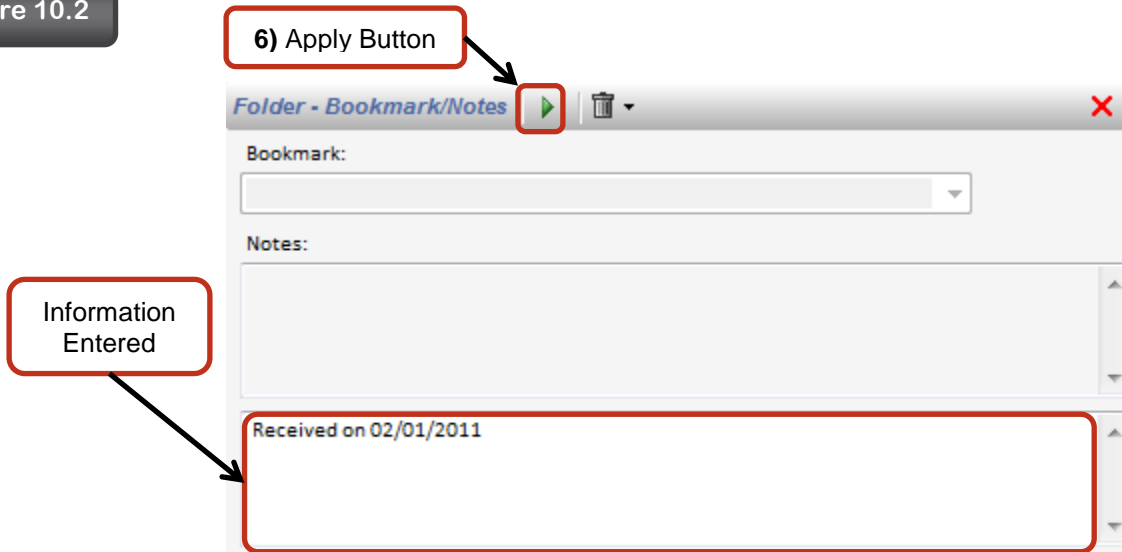 re 10.2
6) Apply Button
Folder - Bookmark/Notes
Bookmark:
Notes:
Information
Entered
Received on 02/01/2011